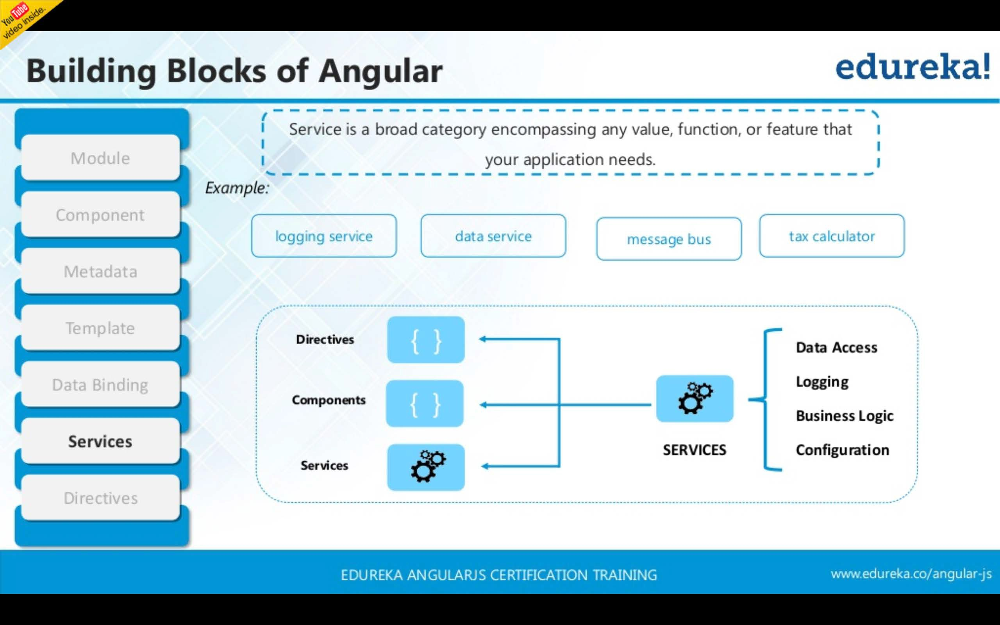 YouTube
video inside.
Building Blocks of Angular
edureka!
Module
Component
Metadata
Template
Data Binding
Services
Directives
Service is a broad category encompassing any value, function, or feature that
your application needs.
Example:
logging service
data service
message bus
tax calculator
Directives
{ }
Components
{ }
Services
SERVICES
Data Access
Logging
Business Logic
Configuration
EDUREKA ANGULARJS CERTIFICATION TRAINING
www.edureka.co/angular-js